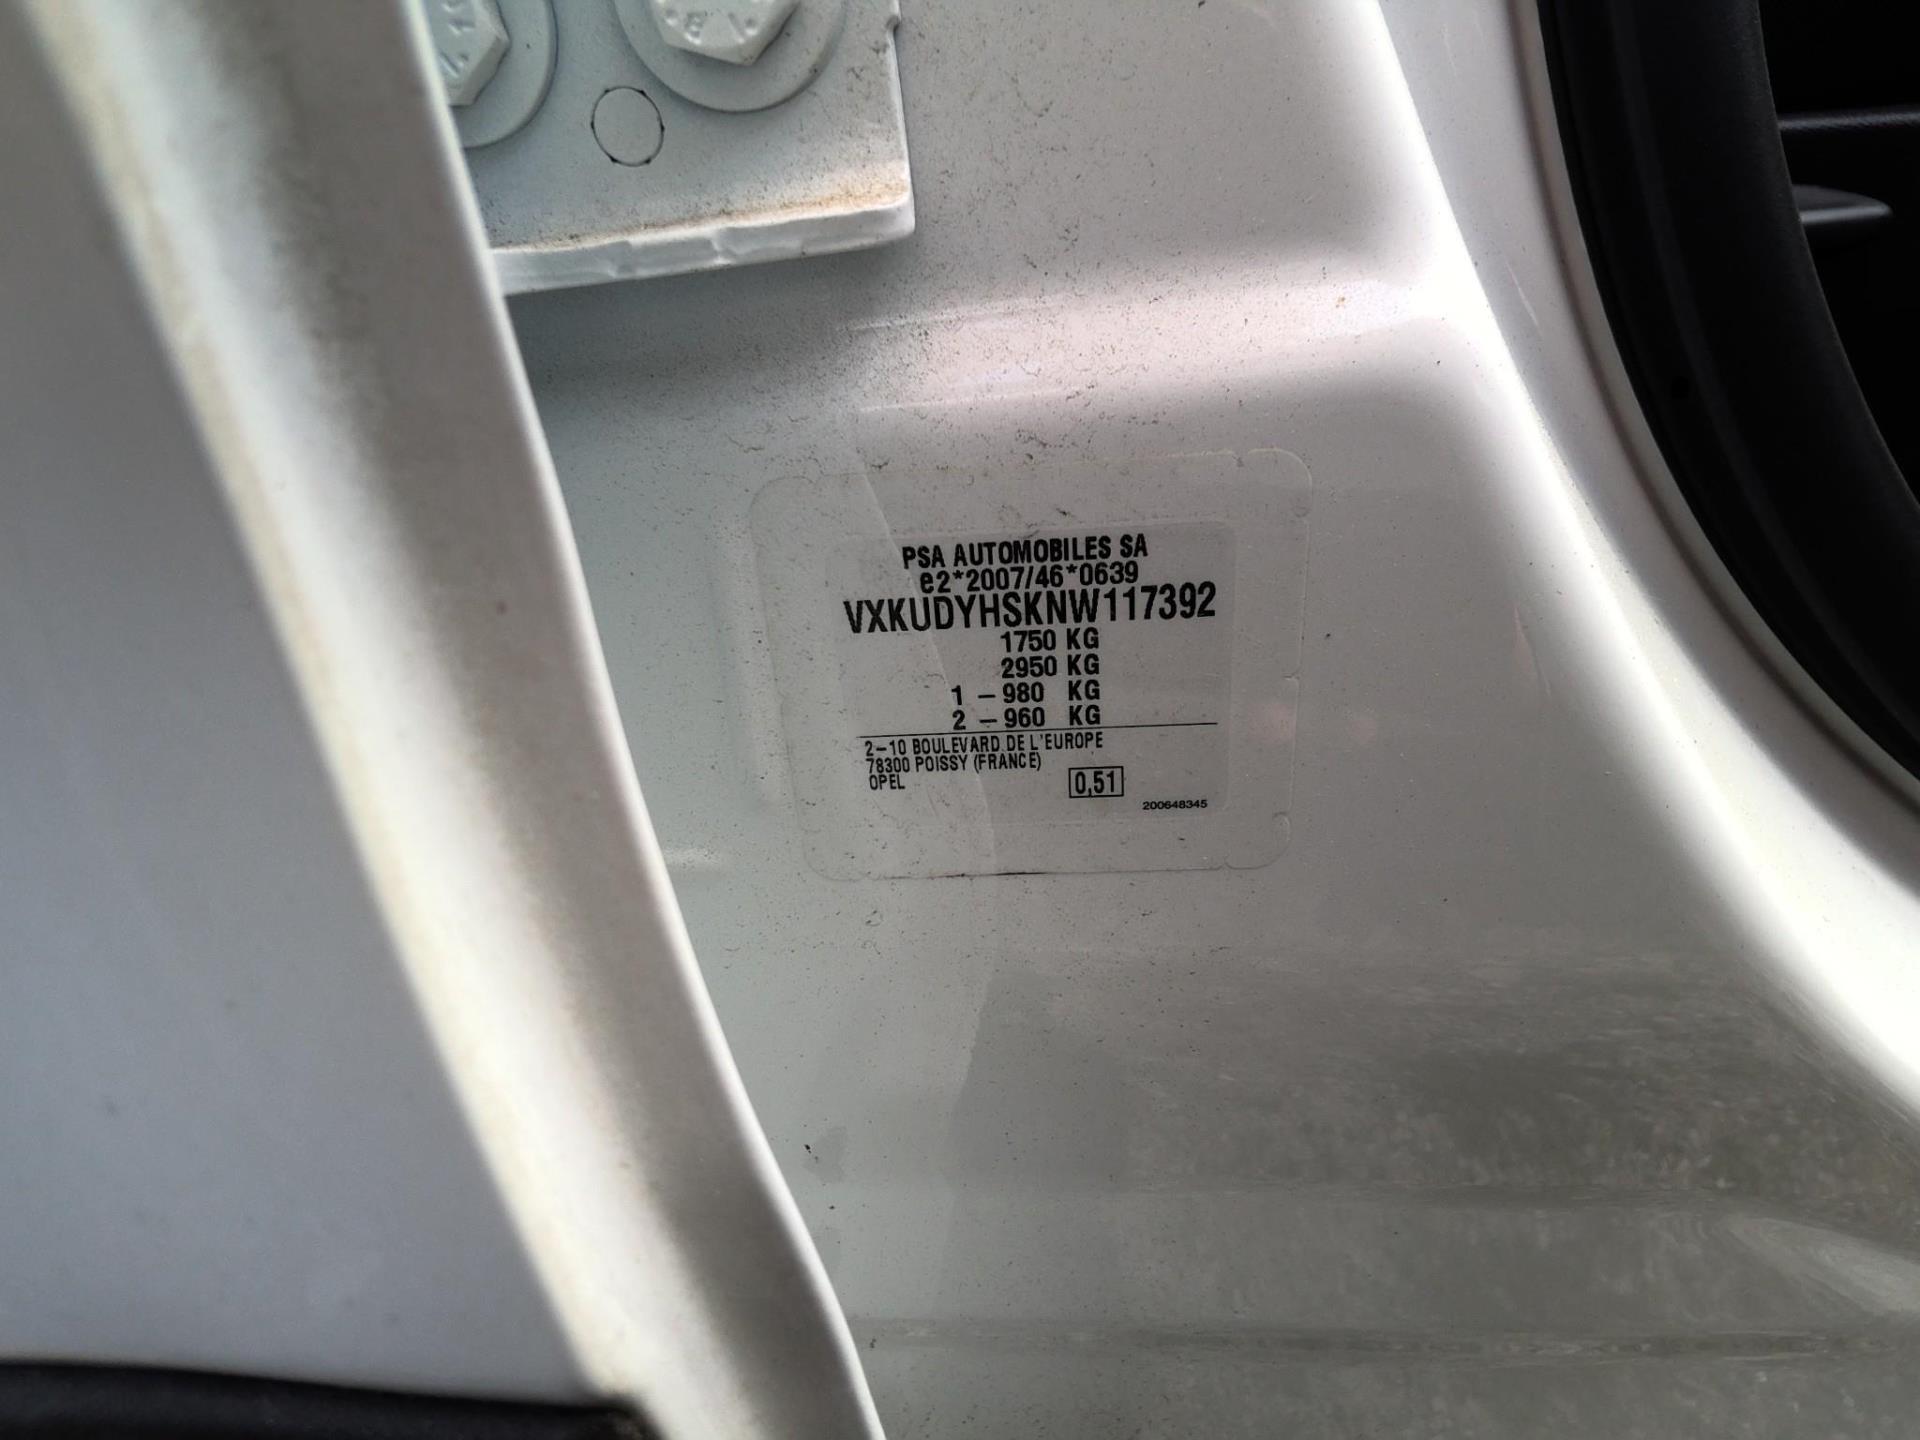 PSA AUTOMOBILES SA
e2*2007/46*0639
VXKUDYHSKNW117392
1750 KG
2950 KG
1 – 980 KG
2 – 960 KG
2–10 BOULEVARD DE L'EUROPE
78300 POISSY (FRANCE)
OPEL
0,51
200648345